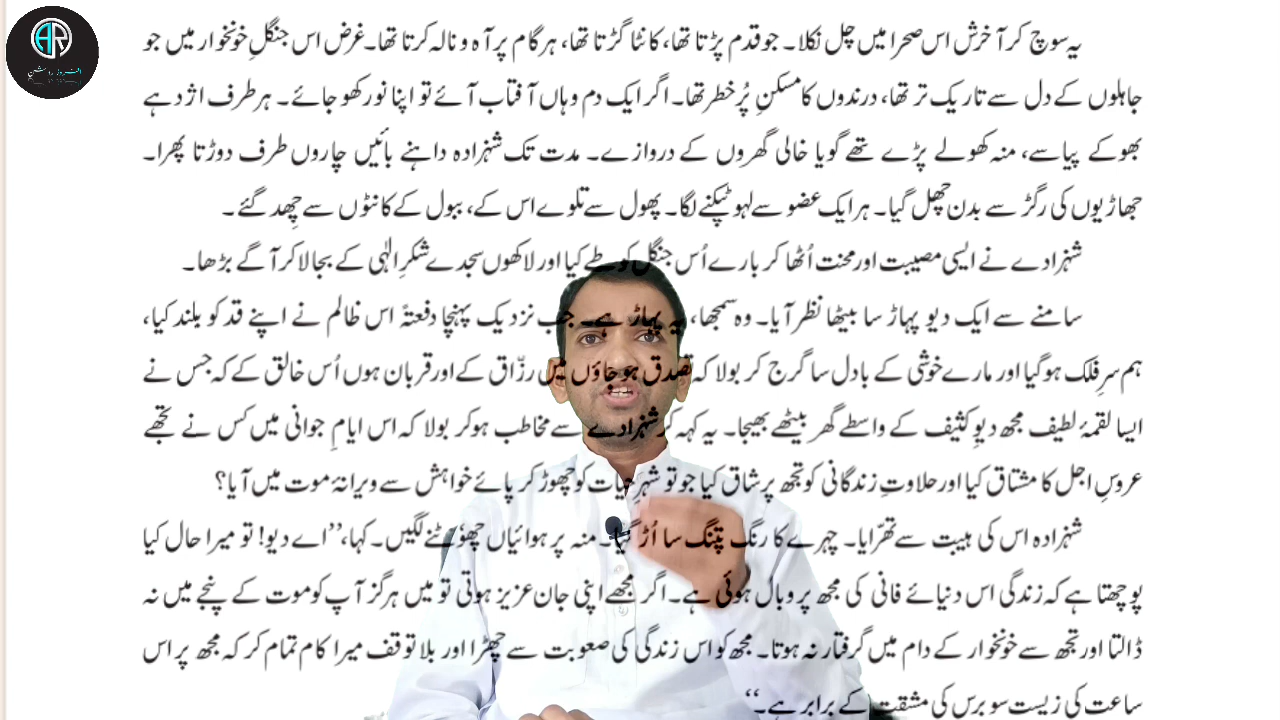 AR
افروز روشن
یہ سوچ کر آخرش اس صحرا میں چل نکلا۔ جو قدم پڑتا تھا، کانٹا گڑتا تھا، ہر گام پر آہ و نالہ کرتا تھا۔ غرض اس جنگلِ خونخوار میں جو
جاہلوں کے دل سے تاریک تر تھا، درندوں کا مسکنِ پُر خطر تھا۔ اگر ایک دم وہاں آفتاب آئے تو اپنا نور کھو جائے۔ ہر طرف اژدہے
بھوکے پیاسے، منہ کھولے پڑے تھے گویا خالی گھروں کے دروازے۔ مدت تک شہزادہ داہنے بائیں چاروں طرف دوڑتا پھرا۔
جھاڑیوں کی رگڑ سے بدن چھل گیا۔ ہر ایک عضو سے لہو ٹپکنے لگا۔ پھول سے تلوے اس کے، ببول کے کانٹوں سے چِھد گئے۔
شہزادے نے ایسی مصیبت اور محنت اُٹھا کر بارے اُس جنگل کو طے کیا اور لاکھوں سجدے شکرِ الٰہی کے بجا لا کر آگے بڑھا۔
سامنے سے ایک دیو پہاڑ سا بیٹھا نظر آیا۔ وہ سمجھا، یہ پہاڑ ہے۔ جب نزدیک پہنچا دفعتہً اس ظالم نے اپنے قد کو بلند کیا،
ہم سرِ فلک ہو گیا اور مارے خوشی کے بادل سا گرج کر بولا کہ تصدق ہو جاؤں میں رزّاق کے اور قربان ہوں اُس خالق کے کہ جس نے
ایسا لقمۂ لطیف مجھ دیوِ کثیف کے واسطے گھر بیٹھے بھیجا۔ یہ کہہ کر شہزادے سے مخاطب ہو کر بولا کہ اس ایامِ جوانی میں کس نے تجھے
عروسِ اجل کا مشتاق کیا اور حلاوتِ زندگانی کو تجھ پر شاق کیا جو تو شہرِ حیات کو چھوڑ کر پائے خواہش سے ویرانۂ موت میں آیا؟
شہزادہ اس کی ہیبت سے تھرّایا۔ چہرے کا رنگ پتنگ سا اُڑ گیا۔ منہ پر ہوائیاں چھوٗٹنے لگیں۔ کہا، ’’اے دیو! تو میرا حال کیا
پوچھتا ہے کہ زندگی اس دنیائے فانی کی مجھ پر وبال ہوئی ہے۔ اگر مجھے اپنی جان عزیز ہوتی تو میں ہرگز آپ کو موت کے پنجے میں نہ
ڈالتا اور تجھ سے خونخوار کے دام میں گرفتار نہ ہوتا۔ مجھ کو اس زندگی کی صعوبت سے چھڑا اور بلا توقف میرا کام تمام کر کہ مجھ پر اس
ساعت کی زیست سو برس کی مشقت کے برابر ہے۔‘‘